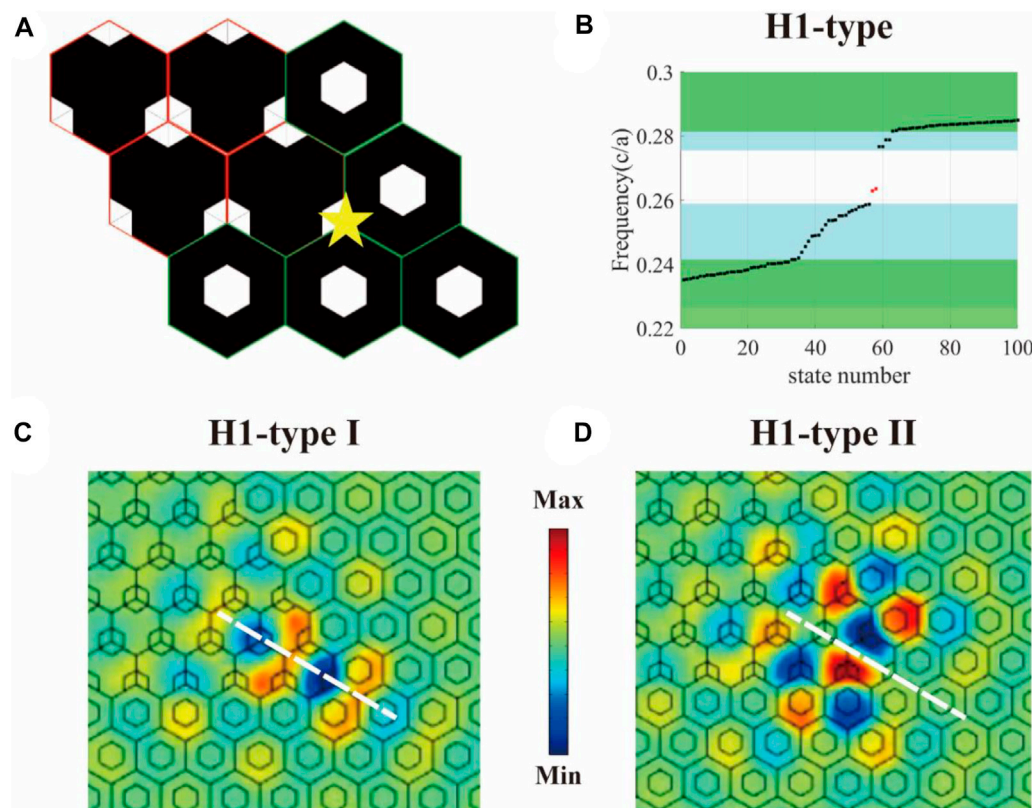 A
B
H1-type
Frequency(c/a)
0.3
0.28
0.26
0.24
0.22
0
20
40
60
80
100
state number
C
H1-type I
D
H1-type II
Max
Min